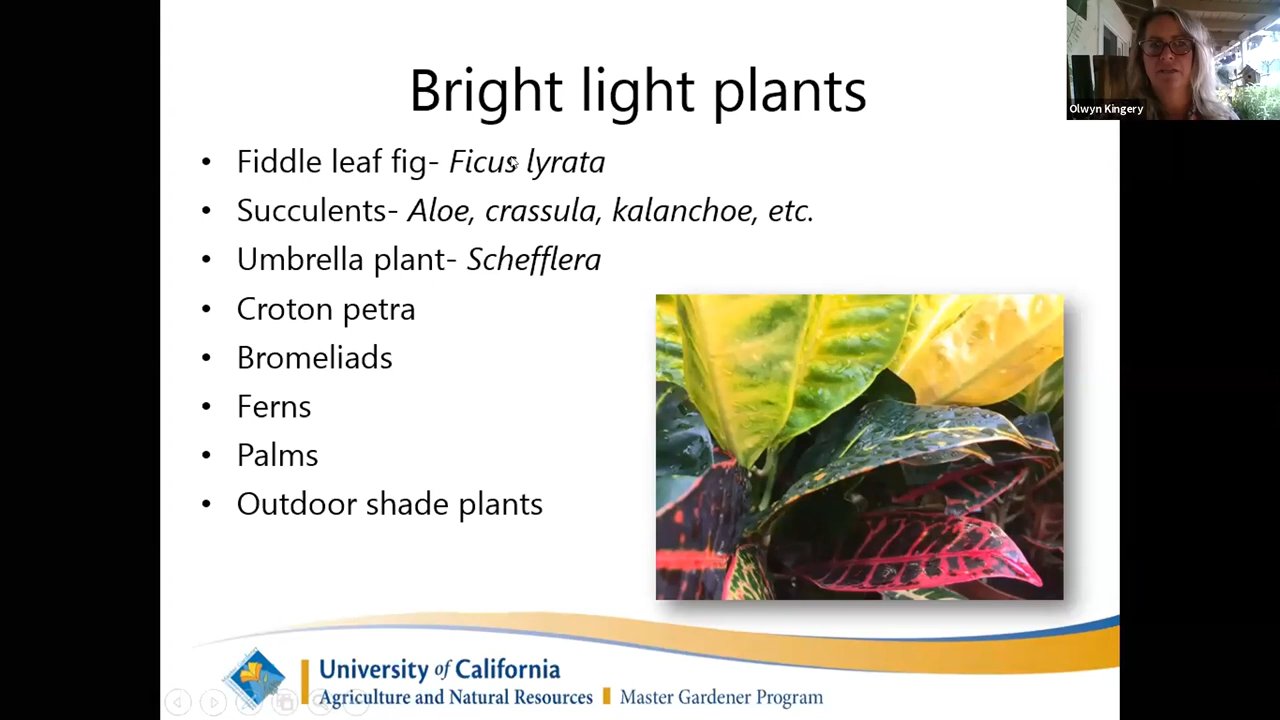 Bright light plants
• Fiddle leaf fig- Ficus lyrata
• Succulents- Aloe, crassula, kalanchoe, etc.
• Umbrella plant- Schefflera
• Croton petra
• Bromeliads
• Ferns
• Palms
• Outdoor shade plants
Olwyn Kingery
University of California
Agriculture and Natural Resources | Master Gardener Program